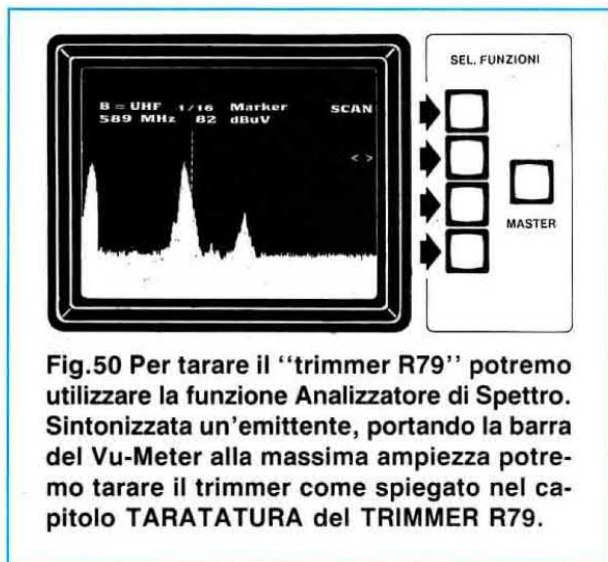 SEL. FUNZIONI
B = UHF 1/16 Marker SCAN
589 MHz 82 dBuV
< >
MASTER
Fig.50 Per tarare il ‘‘trimmer R79’’ potremo
utilizzare la funzione Analizzatore di Spettro.
Sintonizzata un'emittente, portando la barra
del Vu-Meter alla massima ampiezza potre-
mo tarare il trimmer come spiegato nel ca-
pitolo TARATATURA del TRIMMER R79.